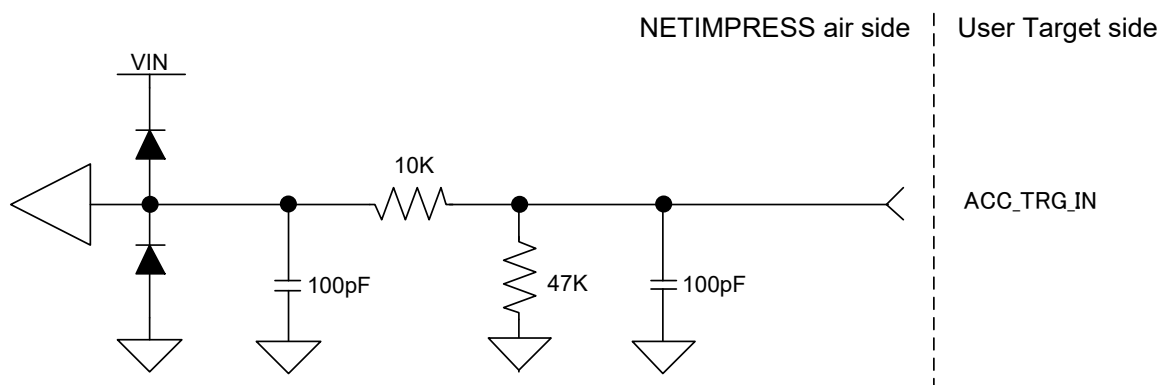 NETIMPRESS air side
User Target side
VIN
10K
ACC_TRG_IN
100pF
47K
100pF